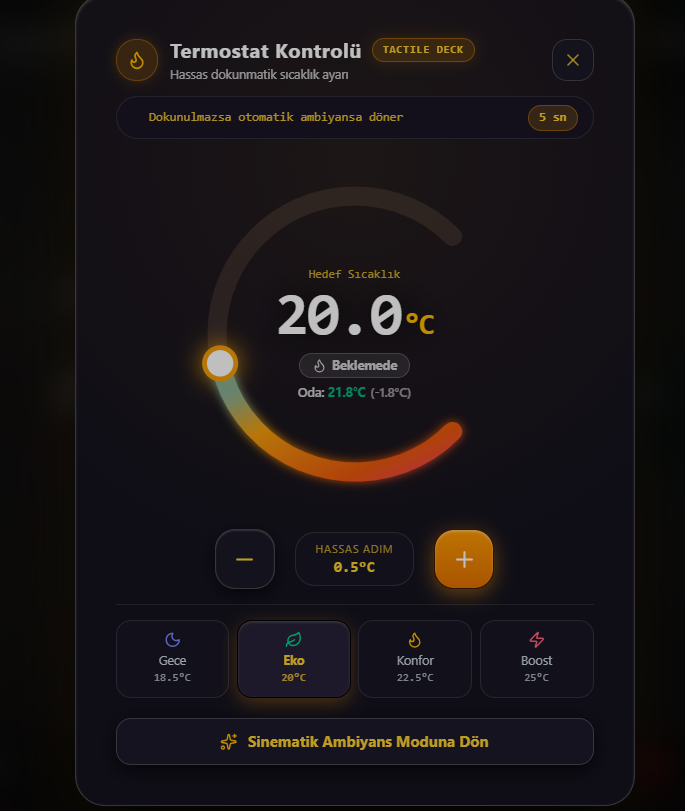 Termostat Kontrolü
TACTILE DECK
Hassas dokunmatik sıcaklık ayarı
Dokunulmazsa otomatik ambiyansa döner
5 sn
Hedef Sıcaklık
20.0°C
Beklemede
Oda: 21.8°C (-1.8°C)
HASSAS ADIM
0.5°C
Gece
18.5°C
Eko
20°C
Konfor
22.5°C
Boost
25°C
Sinematik Ambiyans Moduna Dön